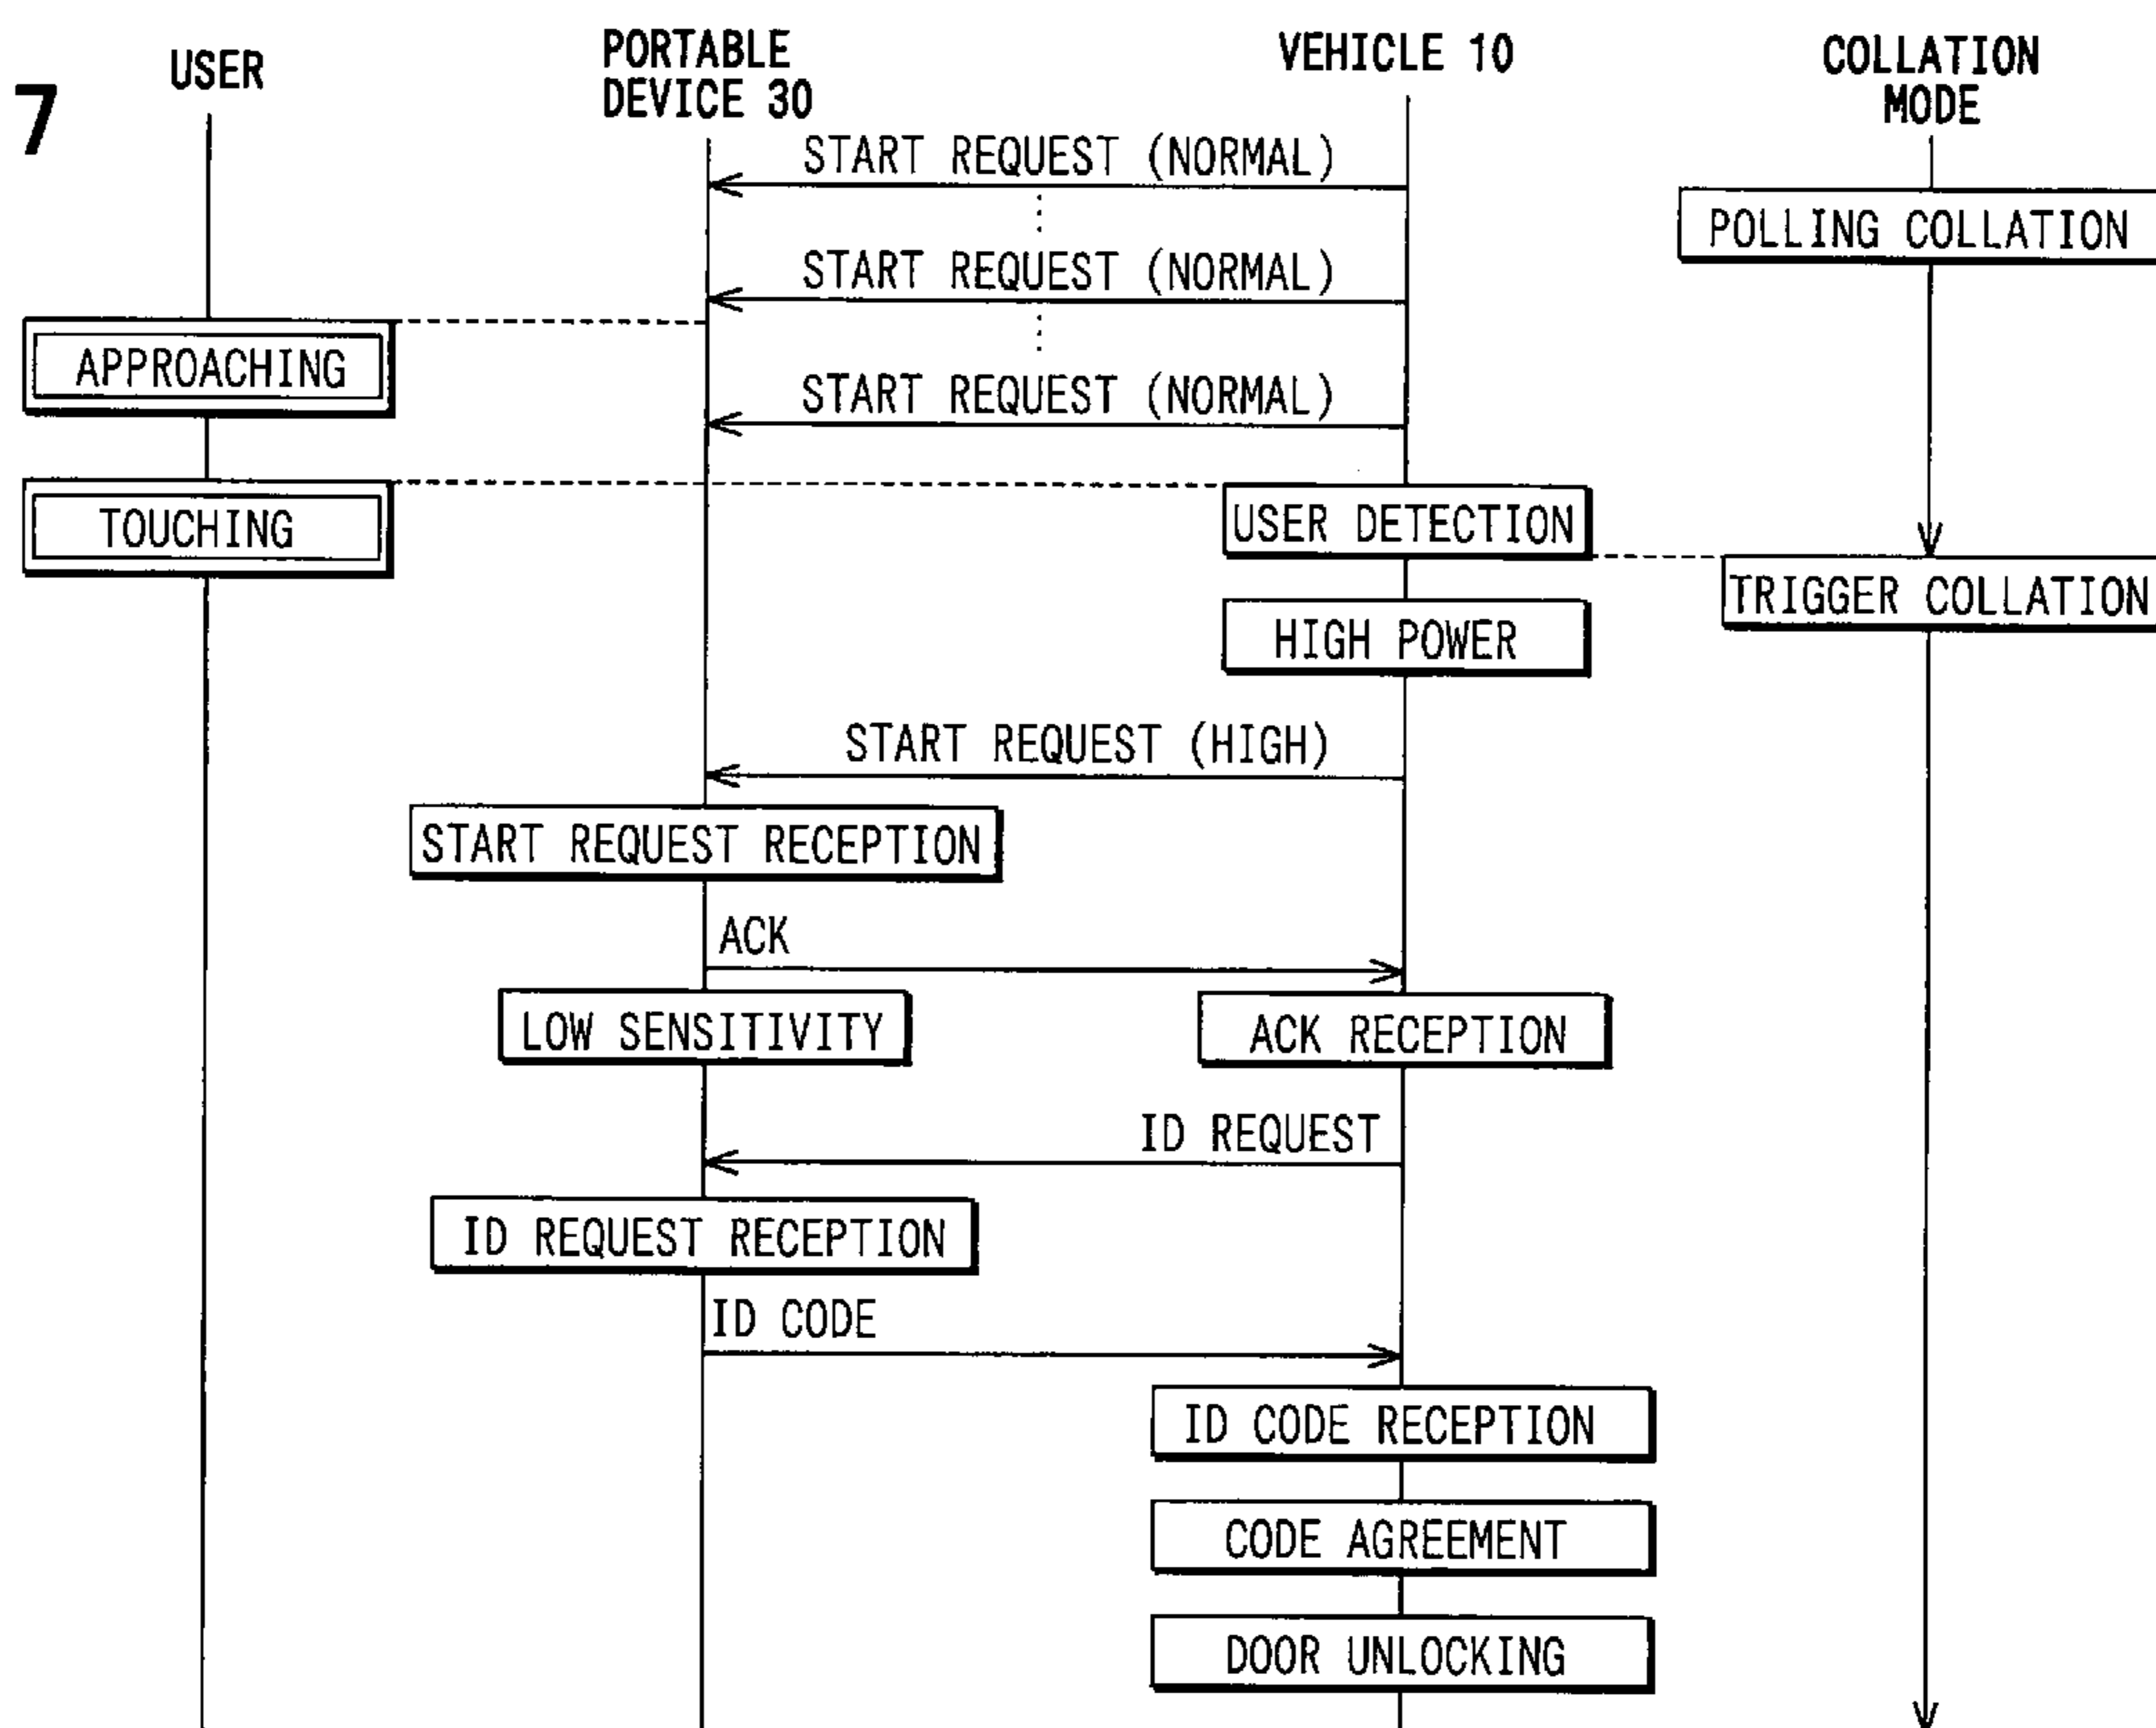 7
USER
PORTABLE
DEVICE 30
VEHICLE 10
COLLATION
MODE
START REQUEST (NORMAL)
POLLING COLLATION
START REQUEST (NORMAL)
APPROACHING
START REQUEST (NORMAL)
TOUCHING
USER DETECTION
TRIGGER COLLATION
HIGH POWER
START REQUEST (HIGH)
START REQUEST RECEPTION
ACK
LOW SENSITIVITY
ACK RECEPTION
ID REQUEST
ID REQUEST RECEPTION
ID CODE
ID CODE RECEPTION
CODE AGREEMENT
DOOR UNLOCKING